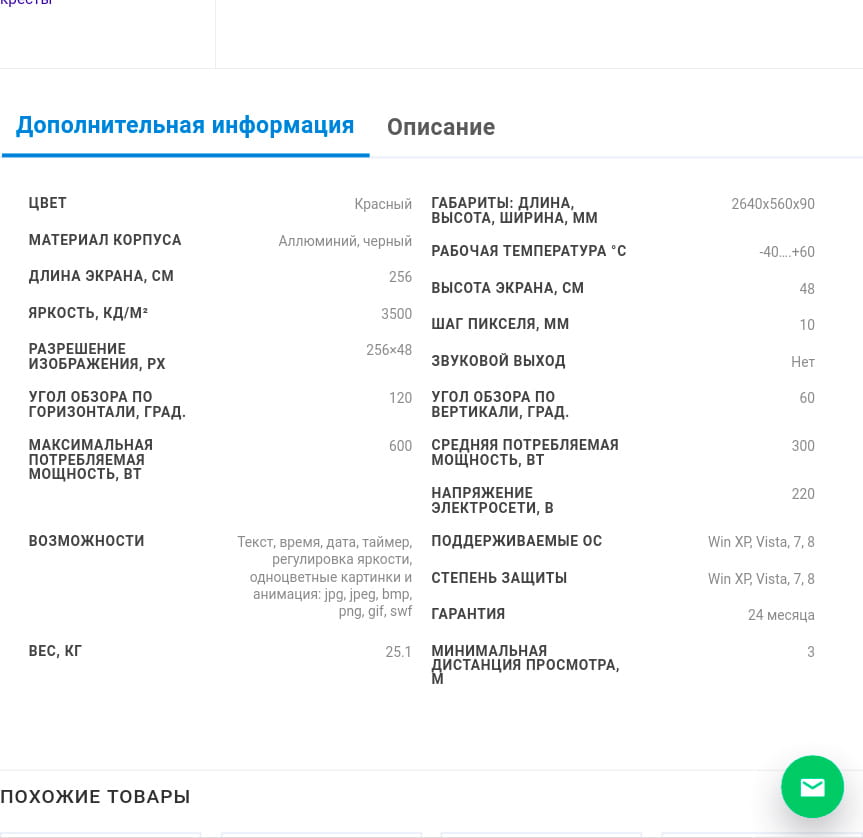 кресты
Дополнительная информация
Описание
ЦВЕТ
Красный
МАТЕРИАЛ КОРПУСА
Аллюминий, черный
ДЛИНА ЭКРАНА, СМ
256
ЯРКОСТЬ, КД/М²
3500
РАЗРЕШЕНИЕ
ИЗОБРАЖЕНИЯ, РХ
256×48
УГОЛ ОБЗОРА ПО
ГОРИЗОНТАЛИ, ГРАД.
120
МАКСИМАЛЬНАЯ
ПОТРЕБЛЯЕМАЯ
МОЩНОСТЬ, ВТ
600
ВОЗМОЖНОСТИ
Текст, время, дата, таймер,
регулировка яркости,
одноцветные картинки и
анимация: jpg, jpeg, bmp,
png, gif, swf
ВЕС, КГ
25.1
ГАБАРИТЫ: ДЛИНА,
ВЫСОТА, ШИРИНА, ММ
2640x560x90
РАБОЧАЯ ТЕМПЕРАТУРА °С
-40….+60
ВЫСОТА ЭКРАНА, СМ
48
ШАГ ПИКСЕЛЯ, ММ
10
ЗВУКОВОЙ ВЫХОД
Нет
УГОЛ ОБЗОРА ПО
ВЕРТИКАЛИ, ГРАД.
60
СРЕДНЯЯ ПОТРЕБЛЯЕМАЯ
МОЩНОСТЬ, ВТ
300
НАПРЯЖЕНИЕ
ЭЛЕКТРОСЕТИ, В
220
ПОДДЕРЖИВАЕМЫЕ ОС
Win XP, Vista, 7, 8
СТЕПЕНЬ ЗАЩИТЫ
Win XP, Vista, 7, 8
ГАРАНТИЯ
24 месяца
МИНИМАЛЬНАЯ
ДИСТАНЦИЯ ПРОСМОТРА,
М
3
ПОХОЖИЕ ТОВАРЫ